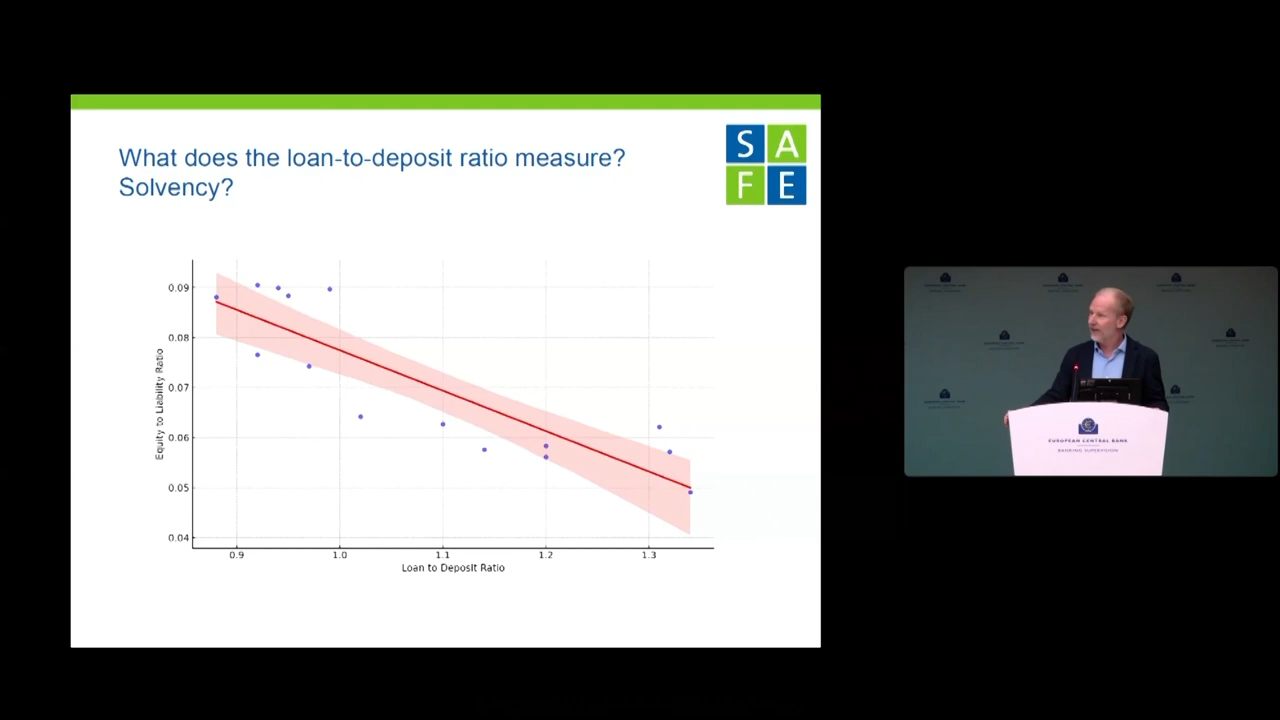 What does the loan-to-deposit ratio measure?
Solvency?
S A
F E
Equity to Liability Ratio
0.09
0.08
0.07
0.06
0.05
0.04
0.9 1.0 1.1 1.2 1.3
Loan to Deposit Ratio
EUROPEAN CENTRAL BANK
BANKING SUPERVISION